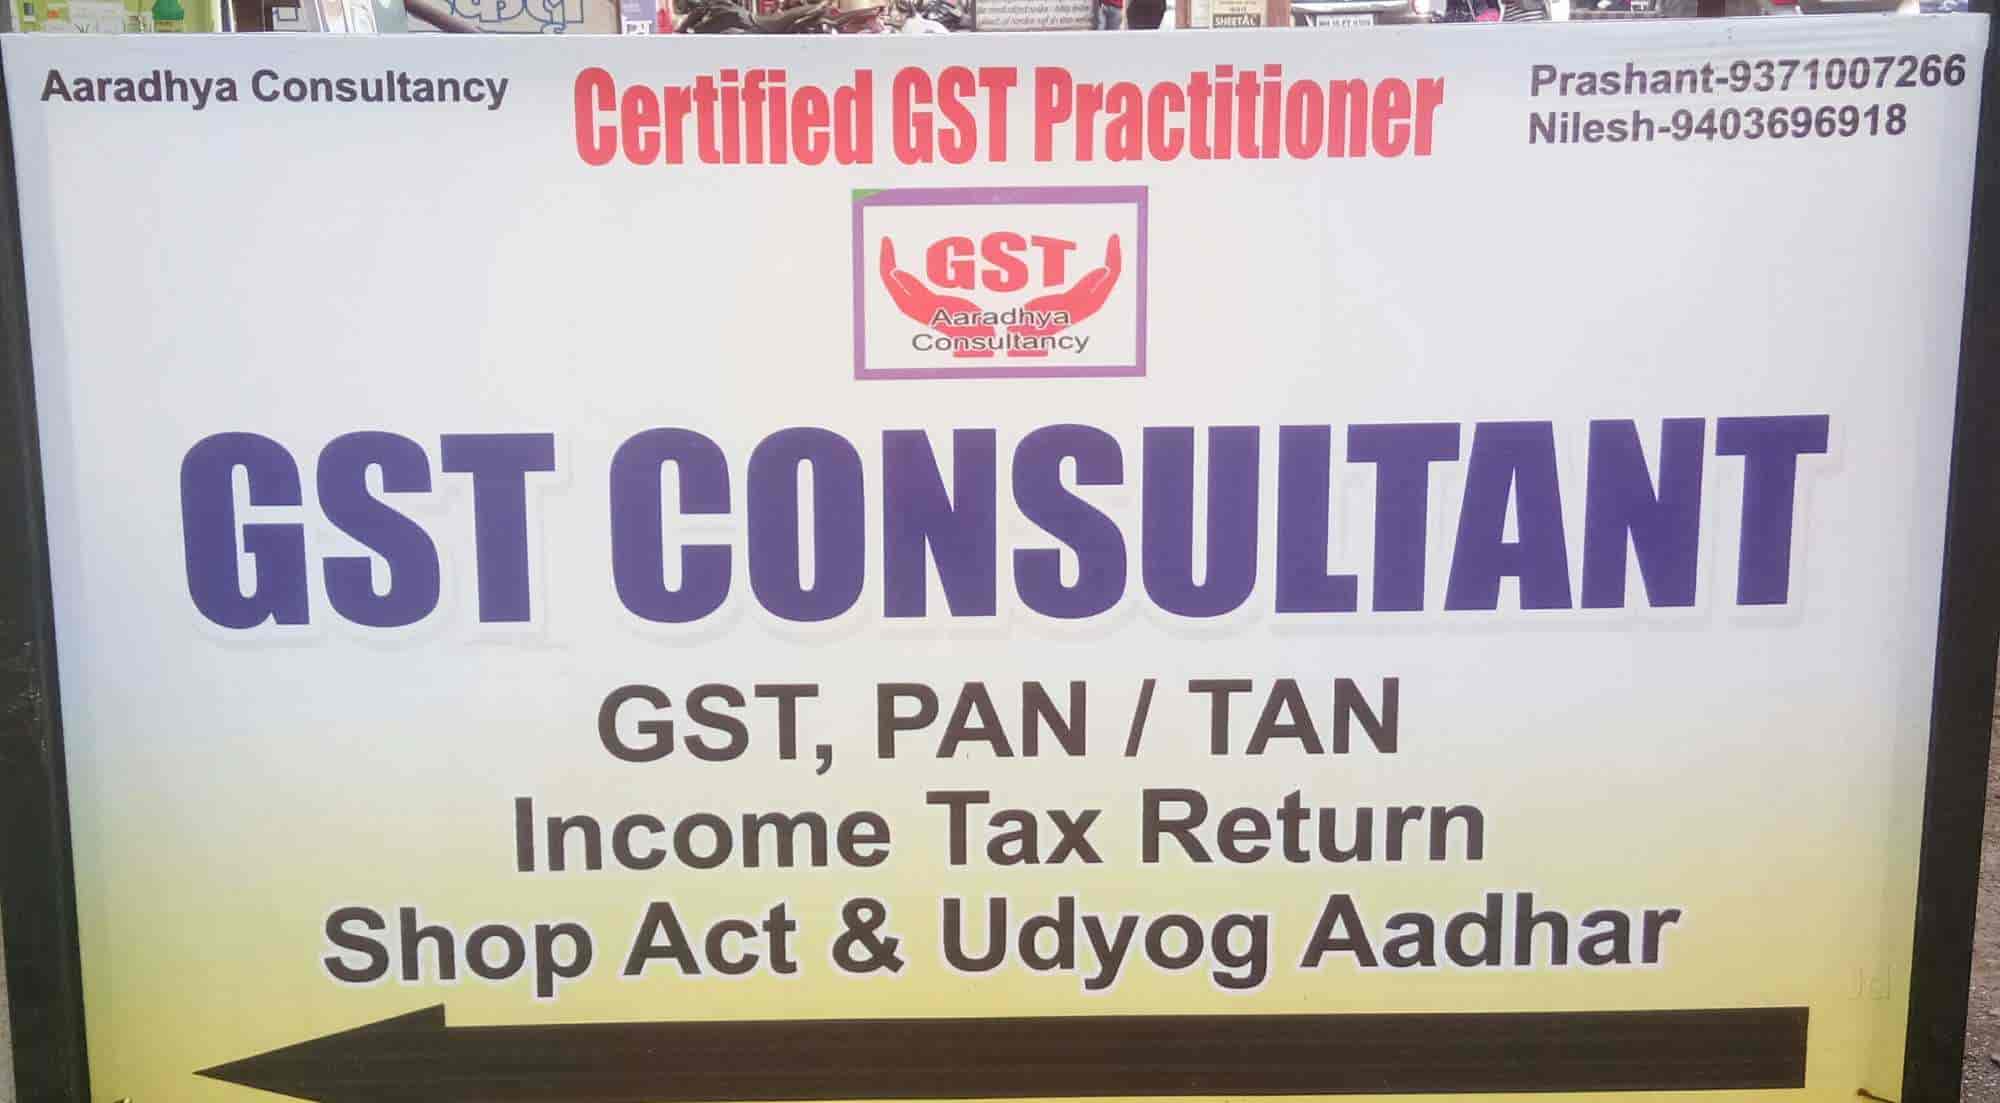 SHEETAL
Aaradhya Consultancy
Certified GST Practitioner
Prashant-9371007266
Nilesh-9403696918
GST
Aaradhya
Consultancy
GST CONSULTANT
GST, PAN / TAN
Income Tax Return
Shop Act & Udyog Aadhar